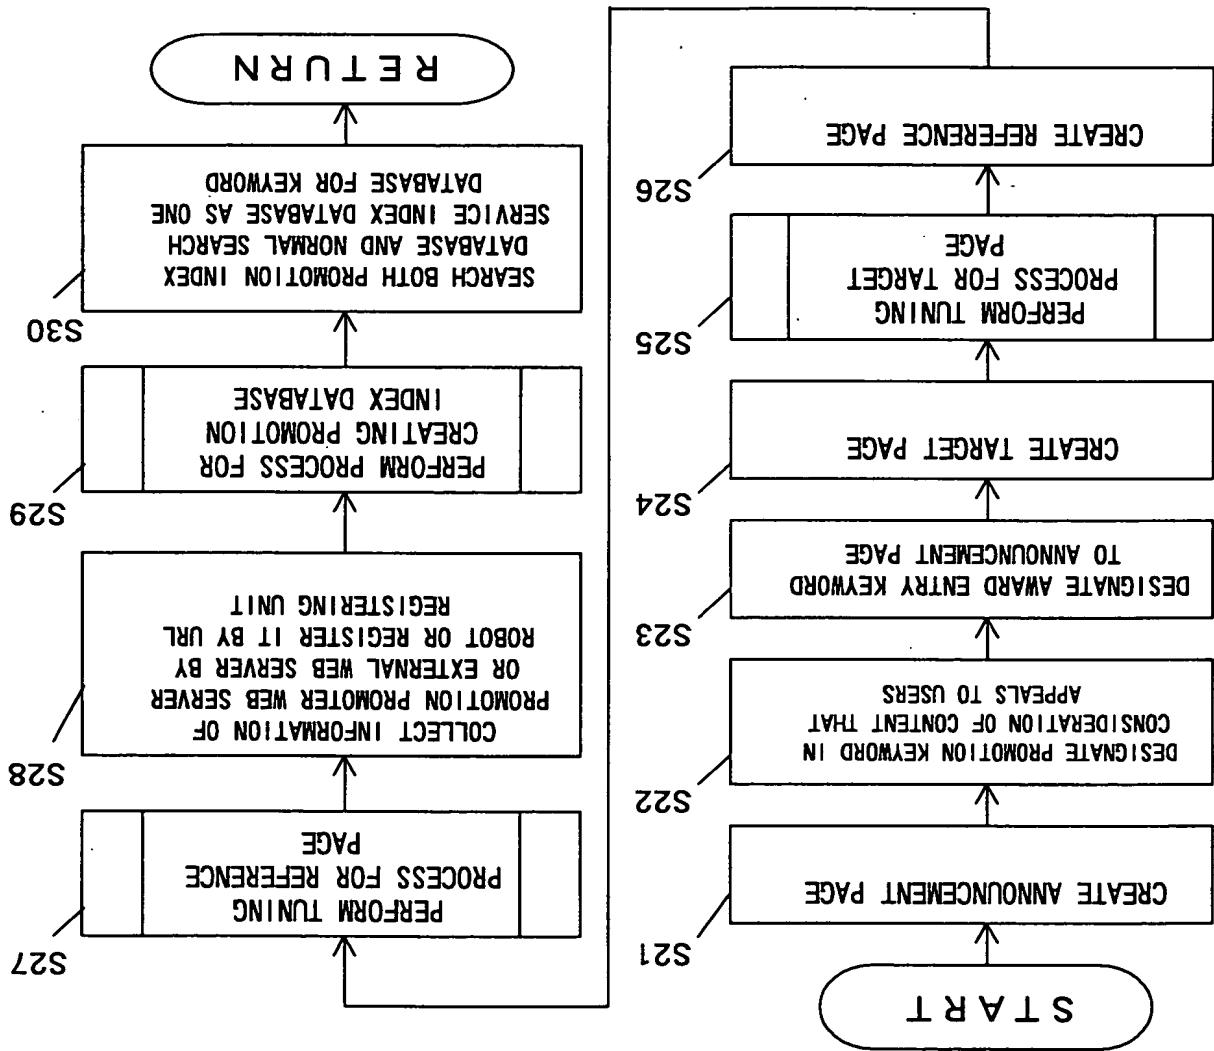 START
S21
CREATE ANNOUNCEMENT PAGE
S22
DESIGNATE PROMOTION KEYWORD IN
CONSIDERATION OF CONTENT THAT
APPEALS TO USERS
S23
DESIGNATE AWARD ENTRY KEYWORD
TO ANNOUNCEMENT PAGE
S24
CREATE TARGET PAGE
S25
PERFORM TUNING
PROCESS FOR TARGET
PAGE
S26
CREATE REFERENCE PAGE
S27
PERFORM TUNING
PROCESS FOR REFERENCE
PAGE
S28
COLLECT INFORMATION OF
PROMOTION PROMOTER WEB SERVER
OR EXTERNAL WEB SERVER BY
ROBOT OR REGISTER IT BY URL
REGISTERING UNIT
S29
PERFORM PROCESS FOR
CREATING PROMOTION
INDEX DATABASE
S30
SEARCH BOTH PROMOTION INDEX
DATABASE AND NORMAL SEARCH
SERVICE INDEX DATABASE AS ONE
DATABASE FOR KEYWORD
RETURN